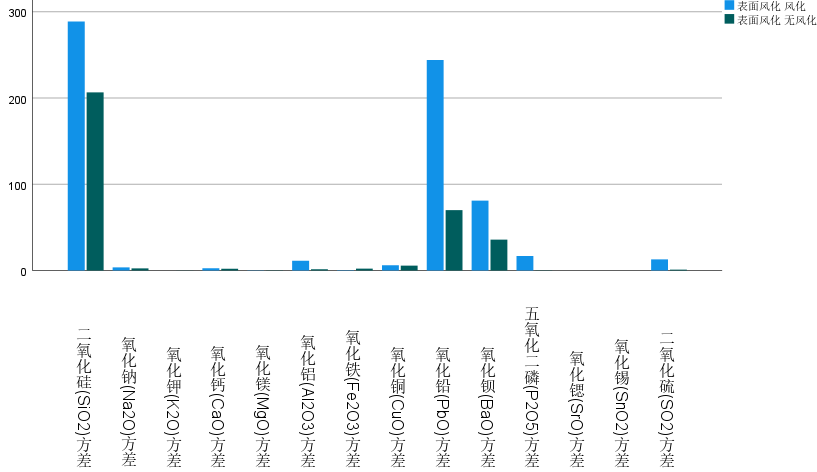 300
200
100
0
表面风化 风化
表面风化 无风化
二氧化硅(SiO2)方差
氧化钠(Na2O)方差
氧化钾(K2O)方差
氧化钙(CaO)方差
氧化镁(MgO)方差
氧化铝(Al2O3)方差
氧化铁(Fe2O3)方差
氧化铜(CuO)方差
氧化铅(PbO)方差
氧化钡(BaO)方差
五氧化二磷(P2O5)方差
氧化锶(SrO)方差
氧化锡(SnO2)方差
二氧化硫(SO2)方差